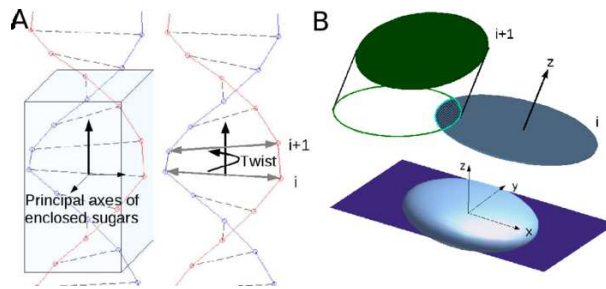 A
Principal axes of
enclosed sugars
i+1
Twist
i
B
i+1
z
i
z
y
x